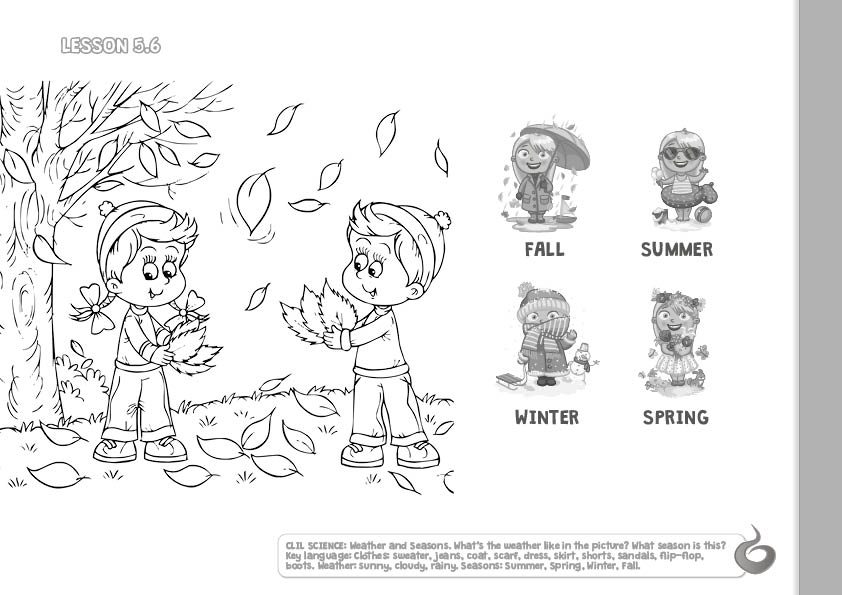 LESSON 5.6
FALL
SUMMER
WINTER
SPRING
CLIL SCIENCE: Weather and Seasons. What's the weather like in the picture? What season is this?
Key language: Clothes: sweater, jeans, coat, scarf, dress, skirt, shorts, sandals, flip-flop,
boots. Weather: sunny, cloudy, rainy. Seasons: Summer, Spring, Winter, Fall.